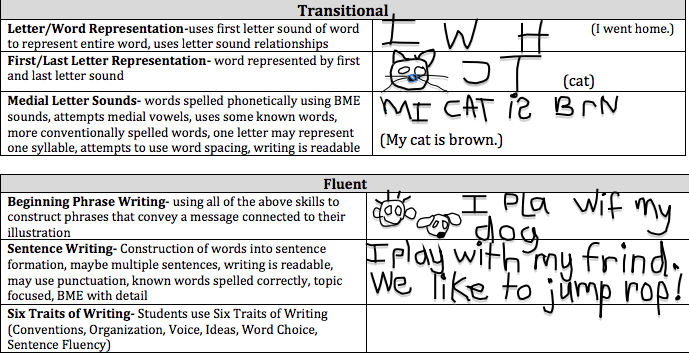 Transitional
Letter/Word Representation-uses first letter sound of word
to represent entire word, uses letter sound relationships
I W H
(I went home.)
First/Last Letter Representation- word represented by first
and last letter sound
J T
(cat)
Medial Letter Sounds- words spelled phonetically using BME
sounds, attempts medial vowels, uses some known words,
more conventionally spelled words, one letter may represent
one syllable, attempts to use word spacing, writing is readable
MI CAT iz BrN
(My cat is brown.)
Fluent
Beginning Phrase Writing- using all of the above skills to
construct phrases that convey a message connected to their
illustration
I PLa wif my
dog
Sentence Writing- Construction of words into sentence
formation, maybe multiple sentences, writing is readable,
may use punctuation, known words spelled correctly, topic
focused, BME with detail
I play with my frind.
We like to jump rop!
Six Traits of Writing- Students use Six Traits of Writing
(Conventions, Organization, Voice, Ideas, Word Choice,
Sentence Fluency)